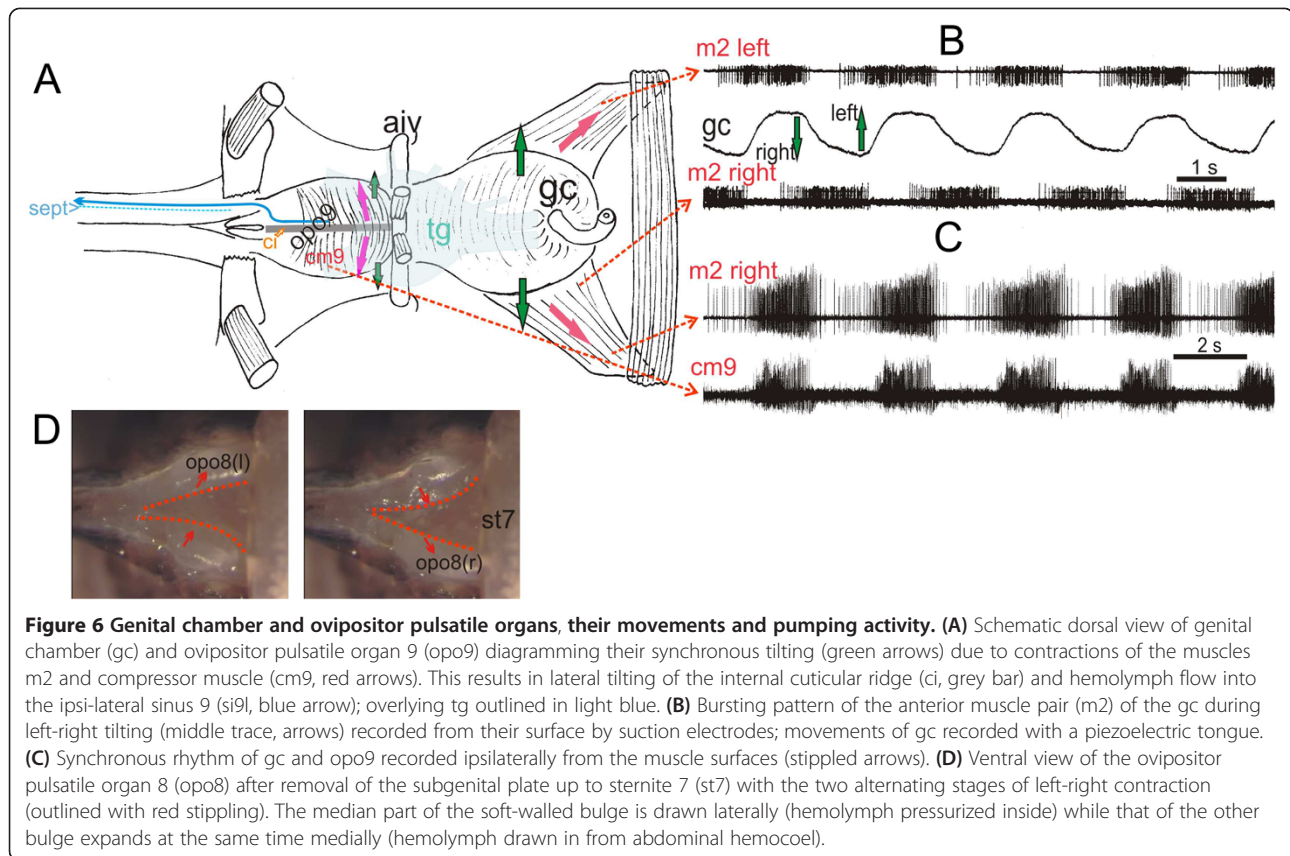 A
sept
ci
opo9
cm9
ajv
tg
gc
B
m2 left
gc
left
right
1 s
m2 right
C
m2 right
2 s
cm9
D
opo8(l)
st7
opo8(r)
Figure 6 Genital chamber and ovipositor pulsatile organs, their movements and pumping activity. (A) Schematic dorsal view of genital
chamber (gc) and ovipositor pulsatile organ 9 (opo9) diagramming their synchronous tilting (green arrows) due to contractions of the muscles
m2 and compressor muscle (cm9, red arrows). This results in lateral tilting of the internal cuticular ridge (ci, grey bar) and hemolymph flow into
the ipsi-lateral sinus 9 (si9l, blue arrow); overlying tg outlined in light blue. (B) Bursting pattern of the anterior muscle pair (m2) of the gc during
left-right tilting (middle trace, arrows) recorded from their surface by suction electrodes; movements of gc recorded with a piezoelectric tongue.
(C) Synchronous rhythm of gc and opo9 recorded ipsilaterally from the muscle surfaces (stippled arrows). (D) Ventral view of the ovipositor
pulsatile organ 8 (opo8) after removal of the subgenital plate up to sternite 7 (st7) with the two alternating stages of left-right contraction
(outlined with red stippling). The median part of the soft-walled bulge is drawn laterally (hemolymph pressurized inside) while that of the other
bulge expands at the same time medially (hemolymph drawn in from abdominal hemocoel).